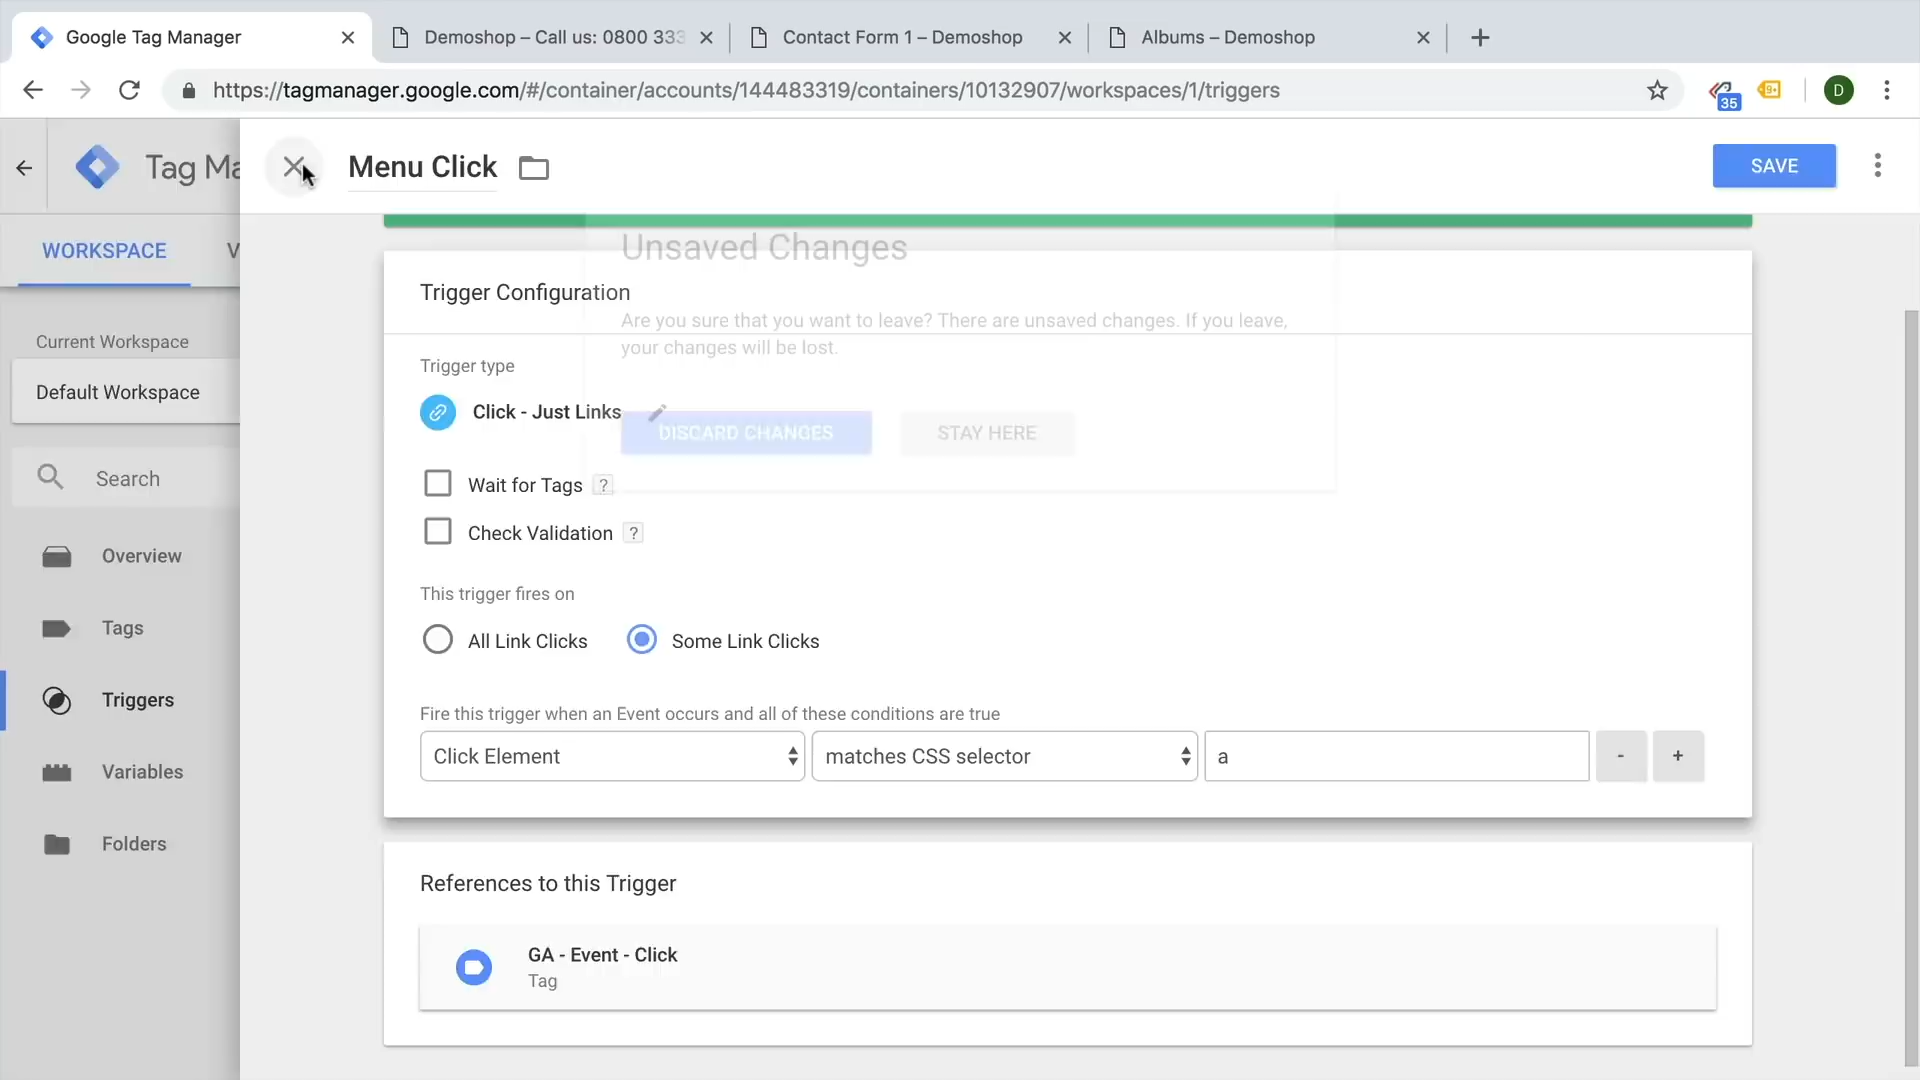 Google Tag Manager
Demoshop – Call us: 0800 333
Contact Form 1 – Demoshop
Albums – Demoshop
https://tagmanager.google.com/#/container/accounts/144483319/containers/10132907/workspaces/1/triggers
35
9+
D
Tag Ma
Menu Click
SAVE
WORKSPACE
V
Unsaved Changes
Trigger Configuration
Are you sure that you want to leave? There are unsaved changes. If you leave,
your changes will be lost.
Current Workspace
Default Workspace
Trigger type
Click - Just Links
DISCARD CHANGES
STAY HERE
Search
Wait for Tags ?
Check Validation ?
Overview
This trigger fires on
Tags
All Link Clicks
Some Link Clicks
Triggers
Fire this trigger when an Event occurs and all of these conditions are true
Click Element
matches CSS selector
a
-
+
Variables
Folders
References to this Trigger
GA - Event - Click
Tag